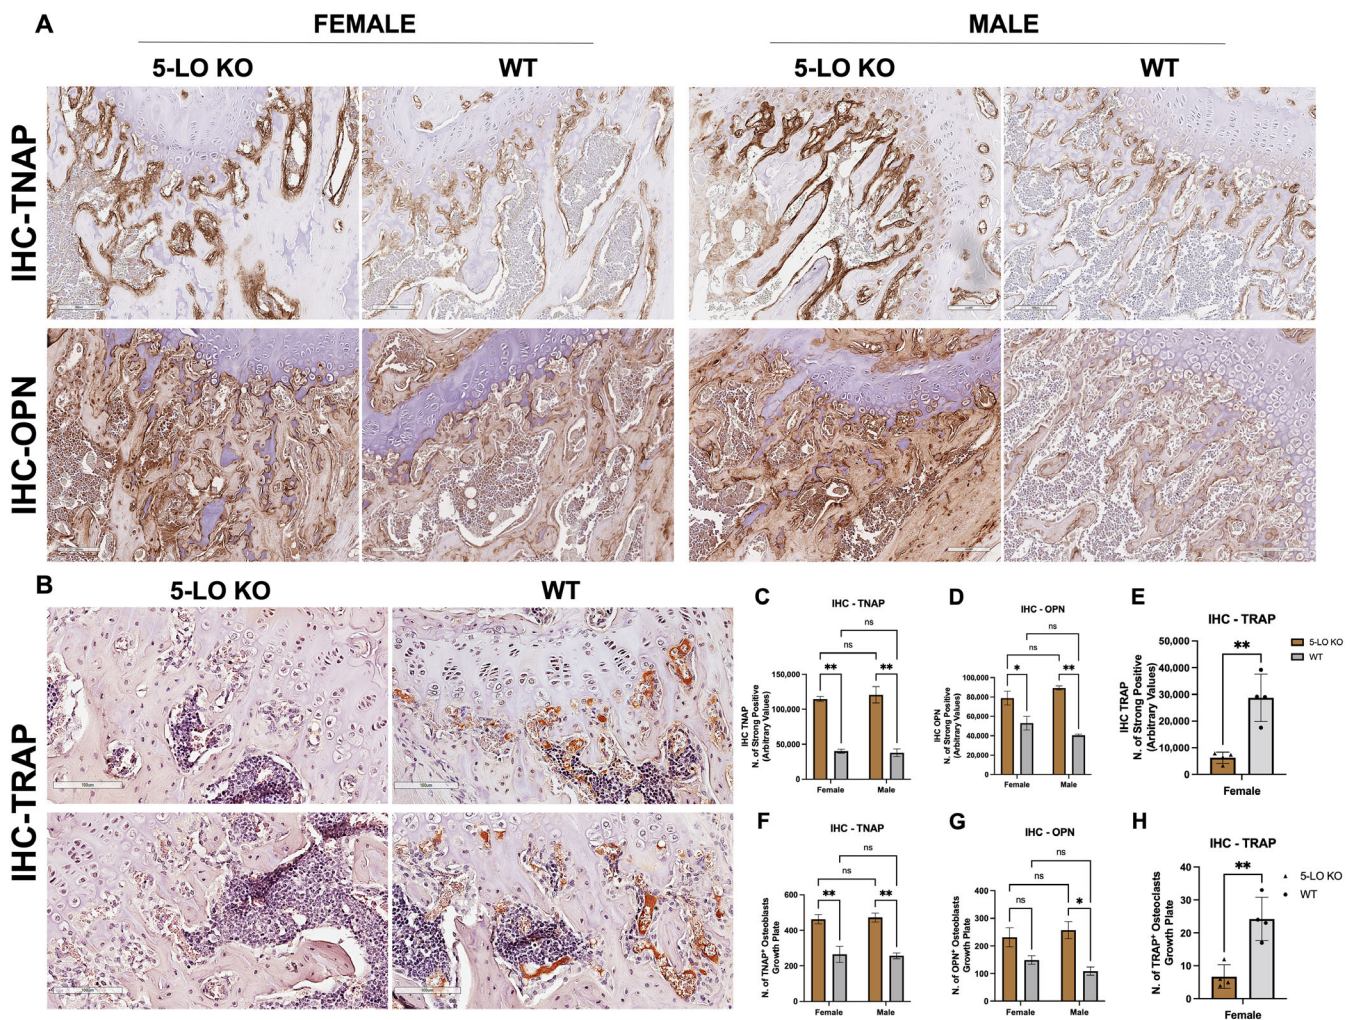 A
FEMALE
MALE
5-LO KO
WT
5-LO KO
WT
IHC-TNAP
IHC-OPN
B
5-LO KO
WT
IHC-TRAP
100um
100um
100um
100um
C
IHC - TNAP
ns
ns
**
**
IHC TNAP
N. of Strong Positive
(Arbitrary Values)
150,000
100,000
50,000
0
Female
Male
D
IHC - OPN
ns
ns
*
**
IHC OPN
N. of Strong Positive
(Arbitrary Values)
100,000
80,000
60,000
40,000
20,000
0
Female
Male
E
IHC - TRAP
**
IHC TRAP
N. of Strong Positive
(Arbitrary Values)
50,000
40,000
30,000
20,000
10,000
0
Female
5-LO KO
WT
F
IHC - TNAP
ns
ns
**
**
N. of TNAP⁺ Osteoblasts
Growth Plate
600
400
200
0
Female
Male
G
IHC - OPN
ns
ns
ns
*
N. of OPN⁺ Osteoblasts
Growth Plate
400
300
200
100
0
Female
Male
H
IHC - TRAP
**
N. of TRAP⁺ Osteoclasts
Growth Plate
40
30
20
10
0
Female
5-LO KO
WT